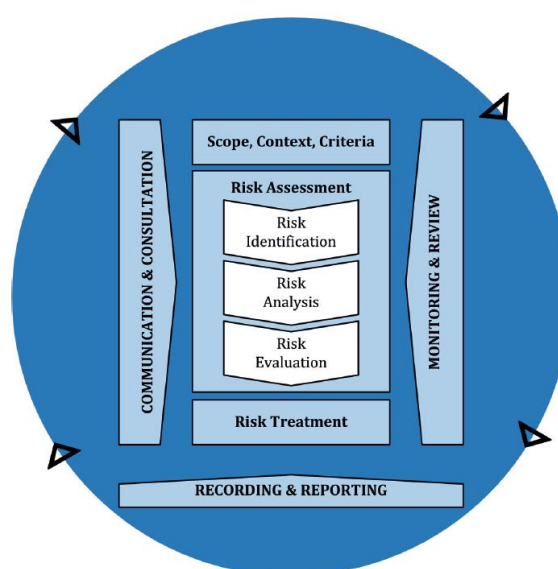 Scope, Context, Criteria
COMMUNICATION & CONSULTATION
Risk Assessment
Risk
Identification
Risk
Analysis
Risk
Evaluation
MONITORING & REVIEW
Risk Treatment
RECORDING & REPORTING